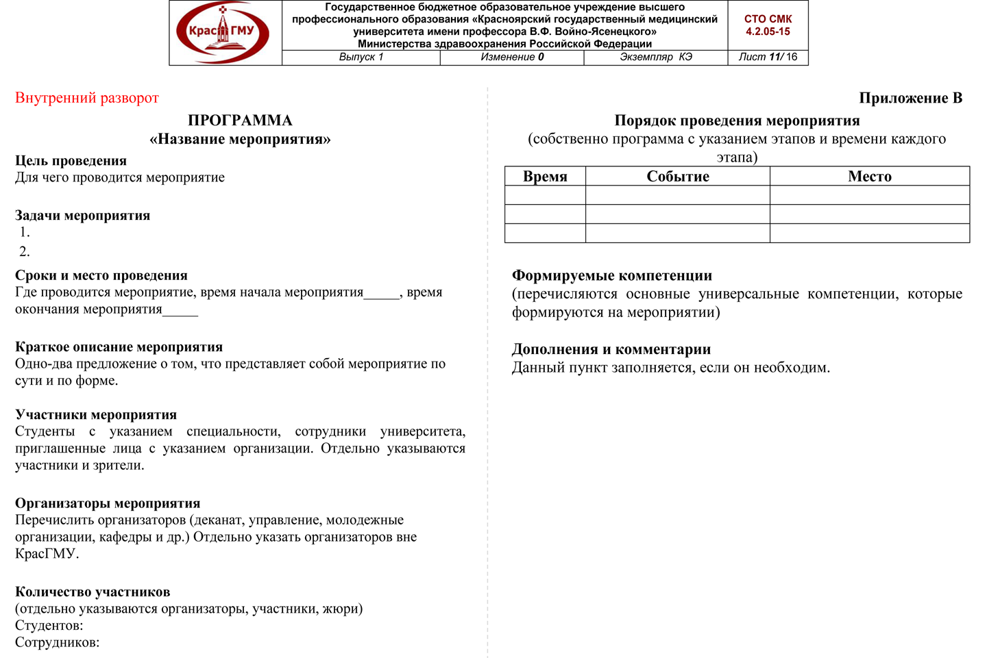 КрасГМУ
Государственное бюджетное образовательное учреждение высшего
профессионального образования «Красноярский государственный медицинский
университета имени профессора В.Ф. Войно-Ясенецкого»
Министерства здравоохранения Российской Федерации
СТО СМК
4.2.05-15
Выпуск 1 Изменение 0 Экземпляр КЭ Лист 11/ 16
Внутренний разворот
ПРОГРАММА
«Название мероприятия»
Цель проведения
Для чего проводится мероприятие
Задачи мероприятия
1.
2.
Сроки и место проведения
Где проводится мероприятие, время начала мероприятия_____, время
окончания мероприятия_____
Краткое описание мероприятия
Одно-два предложение о том, что представляет собой мероприятие по
сути и по форме.
Участники мероприятия
Студенты с указанием специальности, сотрудники университета,
приглашенные лица с указанием организации. Отдельно указываются
участники и зрители.
Организаторы мероприятия
Перечислить организаторов (деканат, управление, молодежные
организации, кафедры и др.) Отдельно указать организаторов вне
КрасГМУ.
Количество участников
(отдельно указываются организаторы, участники, жюри)
Студентов:
Сотрудников:
Приложение В
Порядок проведения мероприятия
(собственно программа с указанием этапов и времени каждого
этапа)
Время Событие Место
Формируемые компетенции
(перечисляются основные универсальные компетенции, которые
формируются на мероприятии)
Дополнения и комментарии
Данный пункт заполняется, если он необходим.